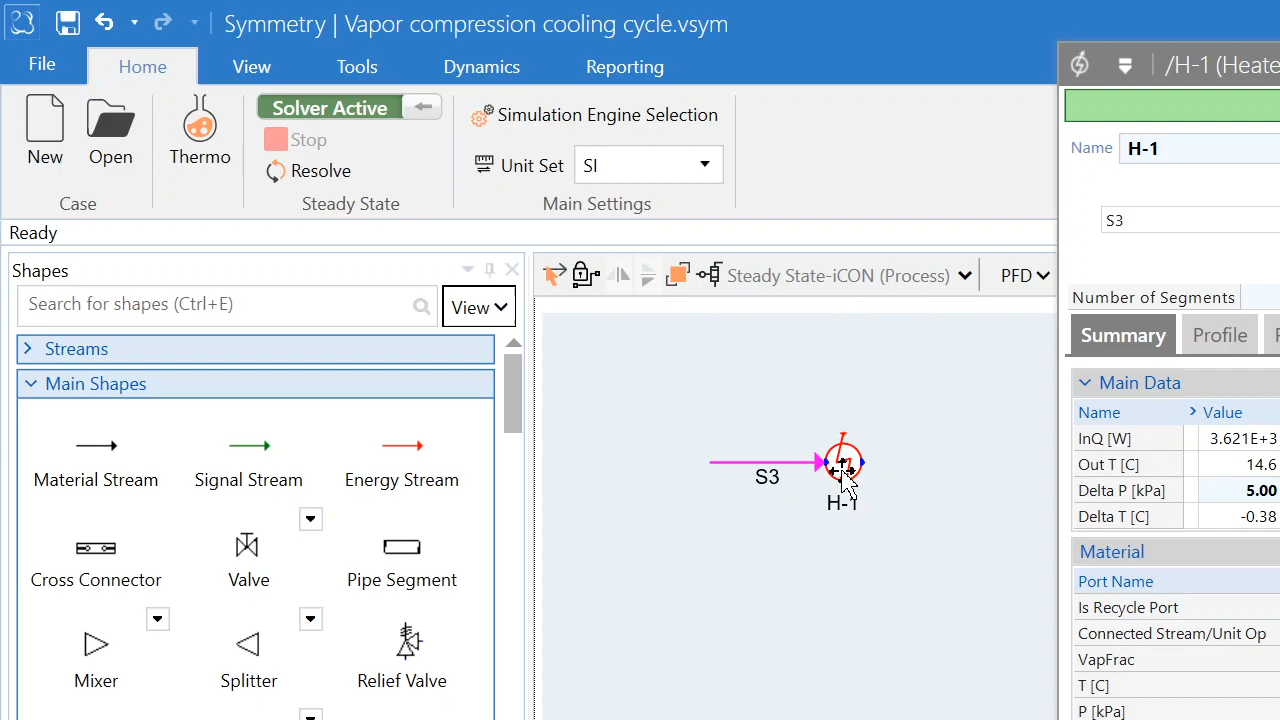 Symmetry | Vapor compression cooling cycle.vsym
File
Home
View
Tools
Dynamics
Reporting
New
Open
Case
Thermo
Solver Active
Stop
Resolve
Steady State
Simulation Engine Selection
Unit Set
SI
Main Settings
Ready
Shapes
Search for shapes (Ctrl+E)
View
Streams
Main Shapes
Material Stream
Signal Stream
Energy Stream
Cross Connector
Valve
Pipe Segment
Mixer
Splitter
Relief Valve
Steady State-iCON (Process)
PFD
S3
H-1
/H-1 (Heate
Name
H-1
S3
Number of Segments
Summary
Profile
Main Data
Name
Value
InQ [W]
3.621E+3
Out T [C]
14.6
Delta P [kPa]
5.00
Delta T [C]
-0.38
Material
Port Name
Is Recycle Port
Connected Stream/Unit Op
VapFrac
T [C]
P [kPa]